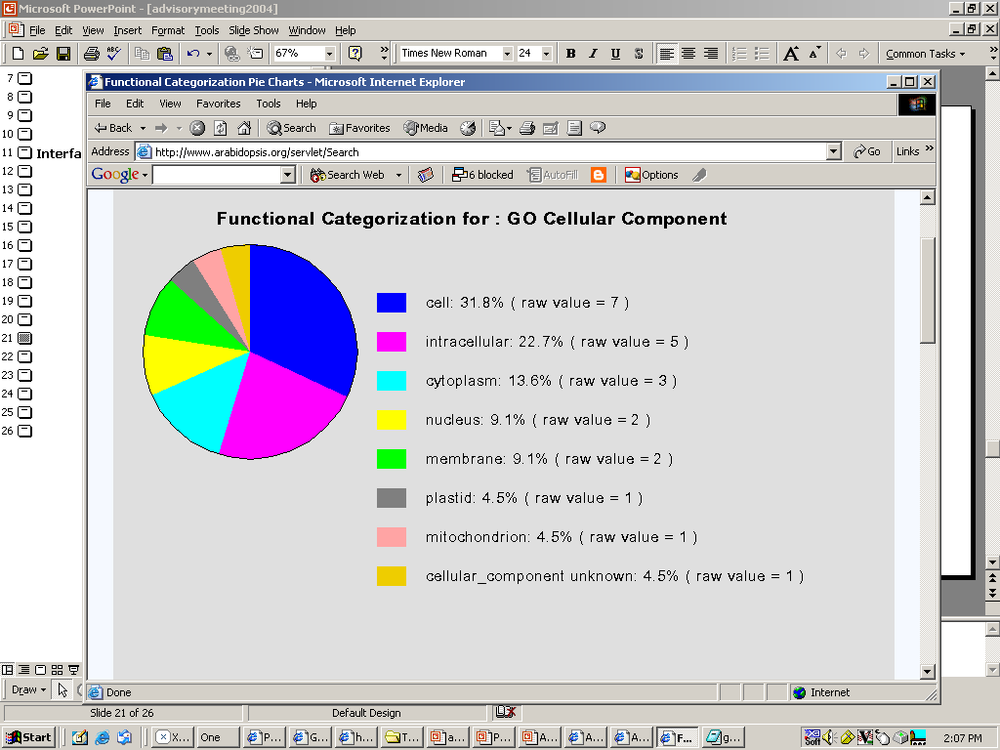 Microsoft PowerPoint - [advisorymeeting2004]
File Edit View Insert Format Tools Slide Show Window Help
67% Times New Roman 24 B I U S A A Common Tasks
7
8
9
10
11 Interfa
12
13
14
15
16
17
18
19
20
21
22
23
24
25
26
Functional Categorization Pie Charts - Microsoft Internet Explorer
File Edit View Favorites Tools Help
Back Search Favorites Media
Address http://www.arabidopsis.org/servlet/Search Go Links
Google Search Web 6 blocked AutoFill Options
Functional Categorization for : GO Cellular Component
cell: 31.8% ( raw value = 7 )
intracellular: 22.7% ( raw value = 5 )
cytoplasm: 13.6% ( raw value = 3 )
nucleus: 9.1% ( raw value = 2 )
membrane: 9.1% ( raw value = 2 )
plastid: 4.5% ( raw value = 1 )
mitochondrion: 4.5% ( raw value = 1 )
cellular_component unknown: 4.5% ( raw value = 1 )
Done Internet
Draw
Slide 21 of 26 Default Design
Start X... One P... G... h... T... a... P... A... A... A... F... g... 2:07 PM